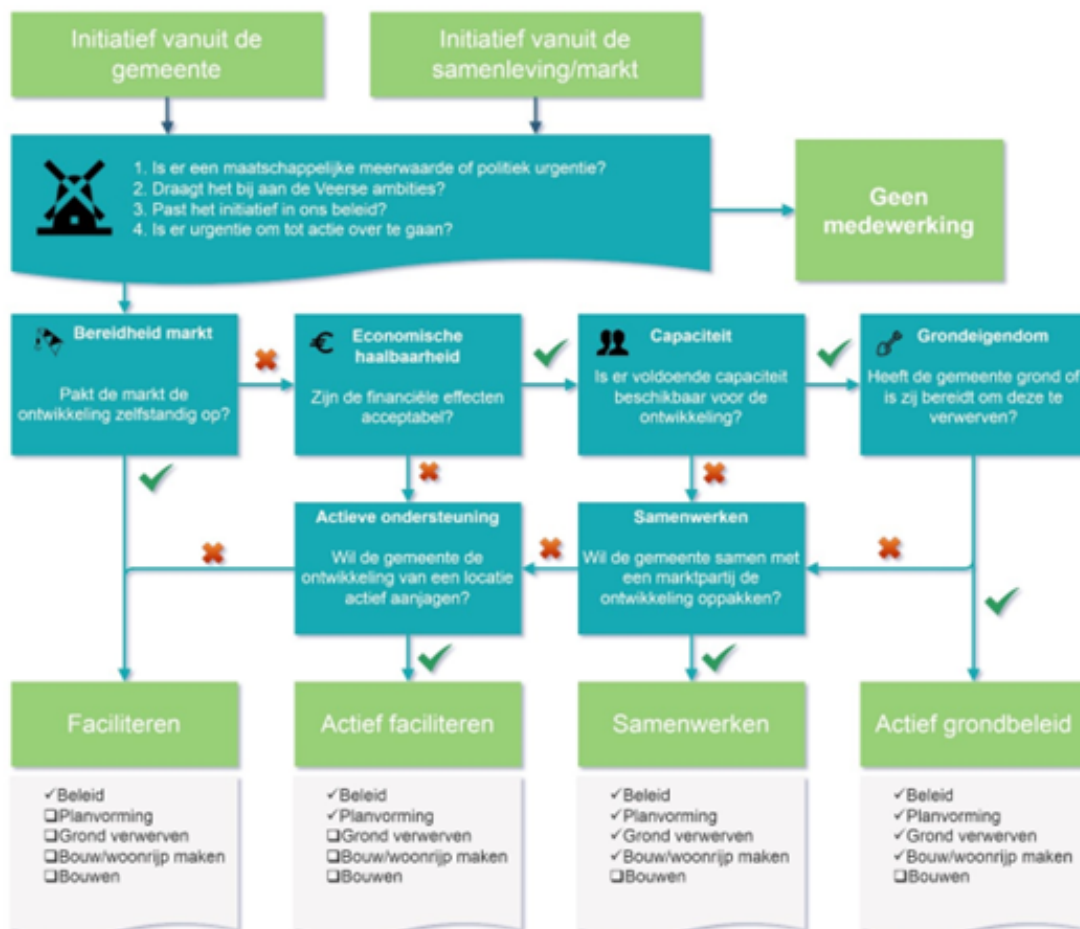 Initiatief vanuit de
gemeente
Initiatief vanuit de
samenleving/markt
1. Is er een maatschappelijke meerwaarde of politiek urgentie?
2. Draagt het bij aan de Veerse ambities?
3. Past het initiatief in ons beleid?
4. Is er urgentie om tot actie over te gaan?
Geen
medewerking
Bereidheid markt
Pakt de markt de
ontwikkeling zelfstandig op?
€
Economische
haalbaarheid
Zijn de financiële effecten
acceptabel?
Capaciteit
Is er voldoende capaciteit
beschikbaar voor de
ontwikkeling?
Grondeigendom
Heeft de gemeente grond of
is zij bereidt om deze te
verwerven?
Actieve ondersteuning
Wil de gemeente de
ontwikkeling van een locatie
actief aanjagen?
Samenwerken
Wil de gemeente samen met
een marktpartij de
ontwikkeling oppakken?
Faciliteren
✓Beleid
❑Planvorming
❑Grond verwerven
❑Bouw/woonrijp maken
❑Bouwen
Actief faciliteren
✓Beleid
✓Planvorming
❑Grond verwerven
❑Bouw/woonrijp maken
❑Bouwen
Samenwerken
✓Beleid
✓Planvorming
✓Grond verwerven
✓Bouw/woonrijp maken
❑Bouwen
Actief grondbeleid
✓Beleid
✓Planvorming
✓Grond verwerven
✓Bouw/woonrijp maken
❑Bouwen